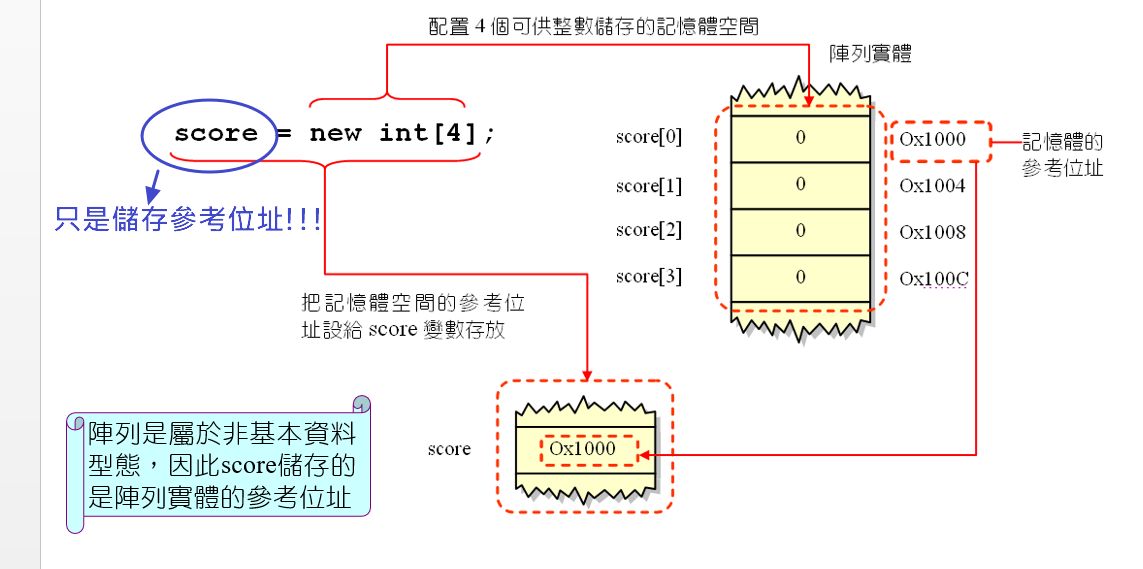 配置 4 個可供整數儲存的記憶體空間
陣列實體
score = new int[4];
只是儲存參考位址!!!
score[0]
0
Ox1000
記憶體的
參考位址
score[1]
0
Ox1004
score[2]
0
Ox1008
score[3]
0
Ox100C
把記憶體空間的參考位
址設給 score 變數存放
score
Ox1000
陣列是屬於非基本資料
型態，因此score儲存的
是陣列實體的參考位址